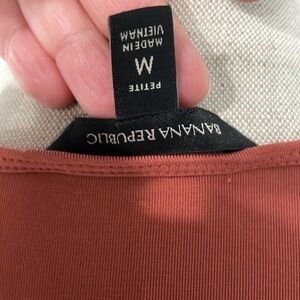 BANANA REPUBLIC
PETITE
M
MADE IN
VIETNAM